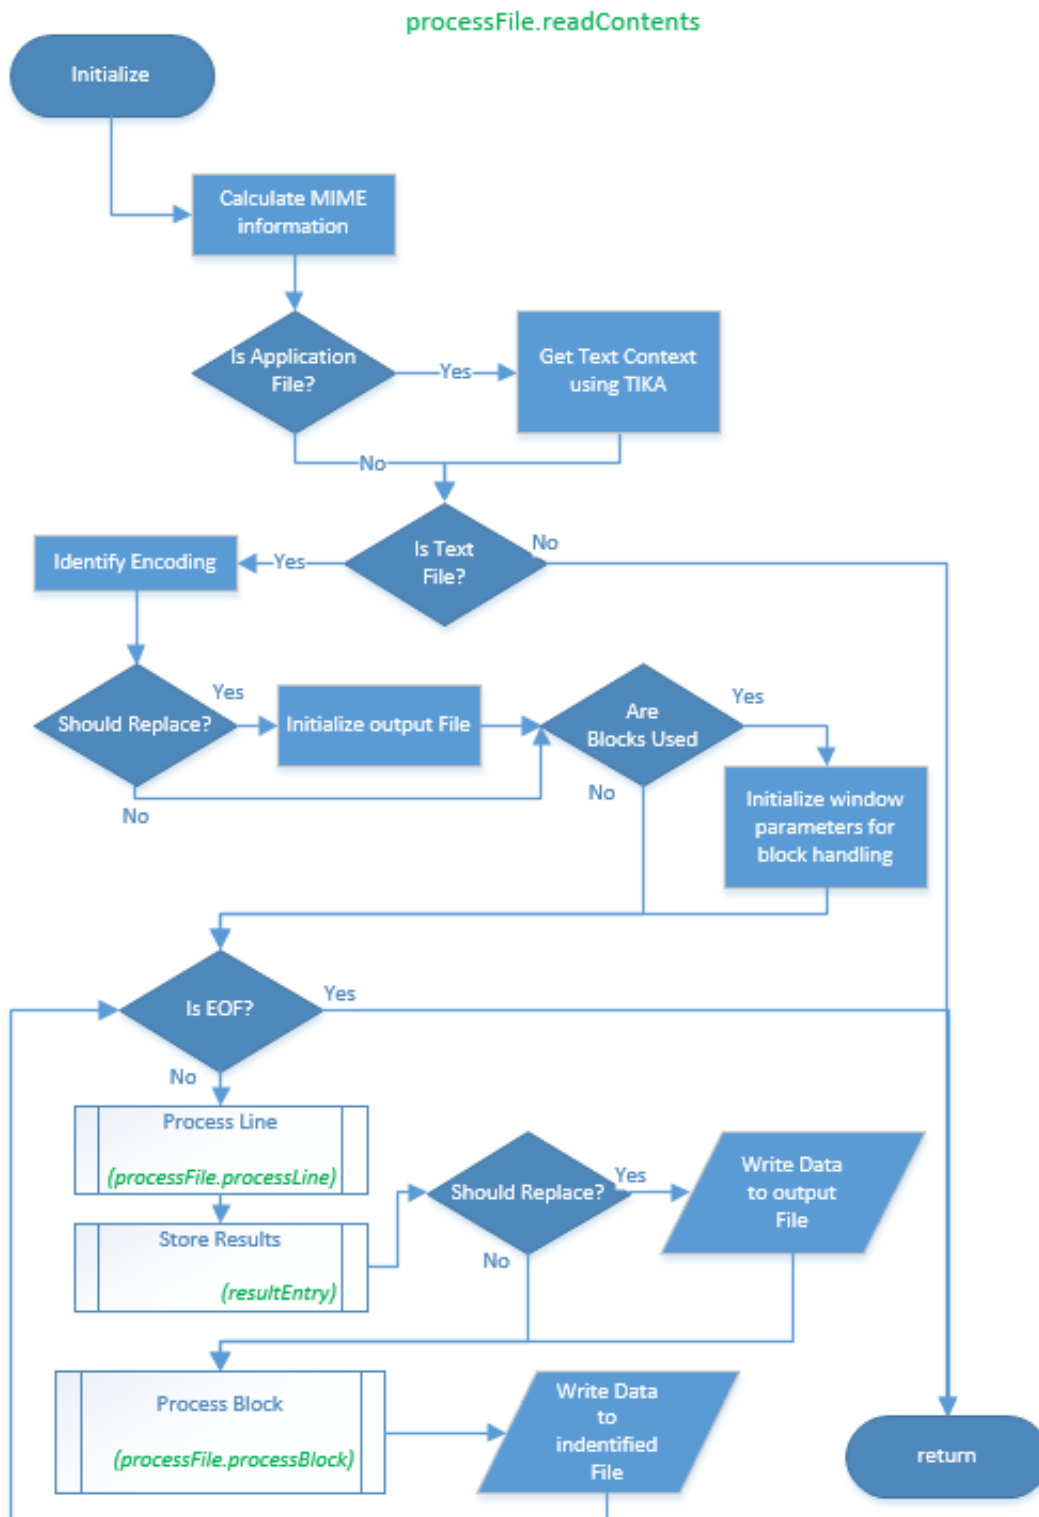 processFile.readContents
Initialize
Calculate MIME
information
Is Application
File?
Yes
Get Text Context
using TIKA
No
Is Text
File?
No
Yes
Identify Encoding
Should Replace?
Yes
Initialize output File
No
Are
Blocks Used
Yes
No
Initialize window
parameters for
block handling
Is EOF?
Yes
No
Process Line
(processFile.processLine)
Store Results
(resultEntry)
Should Replace?
Yes
Write Data
to output
File
No
Process Block
(processFile.processBlock)
Write Data
to
indentified
File
return